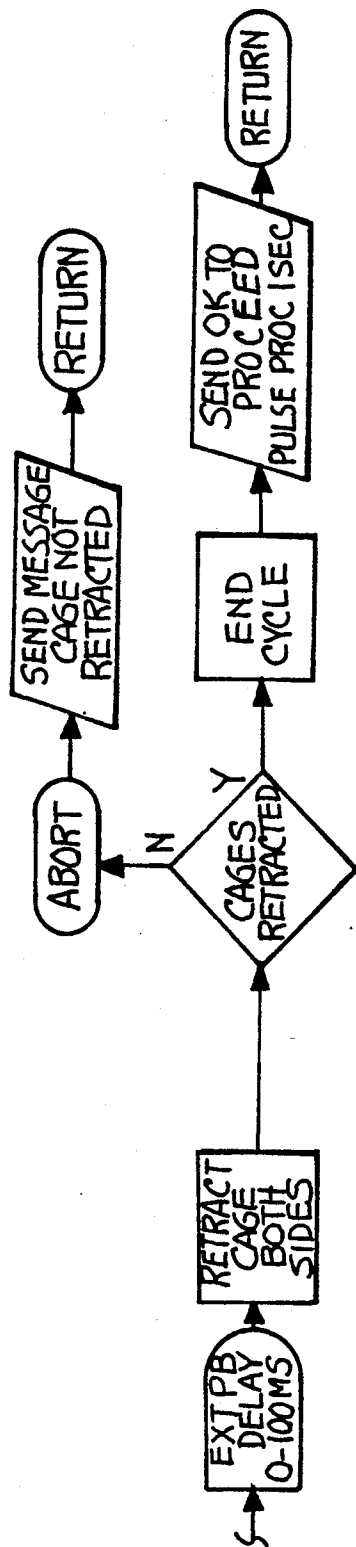 EXT PB
DELAY
0-100MS
RETRACT
CAGE
BOTH
SIDES
CAGES
RETRACTED
N
ABORT
SEND MESSAGE
CAGE NOT
RETRACTED
RETURN
Y
END
CYCLE
SEND OK TO
PROCEED
PULSE PROC 1SEC
RETURN